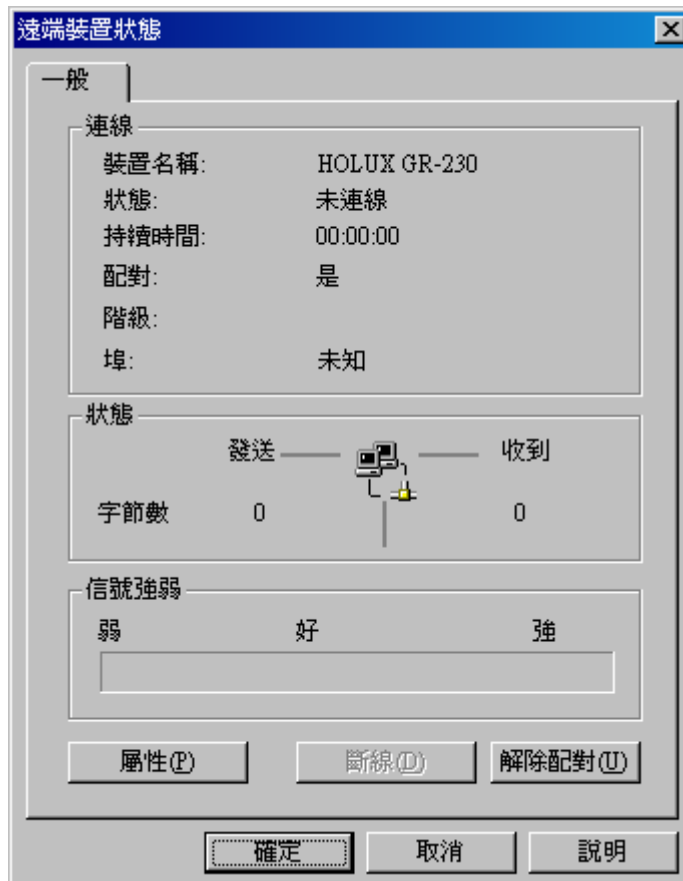 遠端裝置狀態
一般
連線
裝置名稱: HOLUX GR-230
狀態: 未連線
持續時間: 00:00:00
配對: 是
階級:
埠: 未知
狀態
發送 收到
字節數 0 0
信號強弱
弱 好 強
屬性(P) 斷線(D) 解除配對(U)
確定 取消 說明